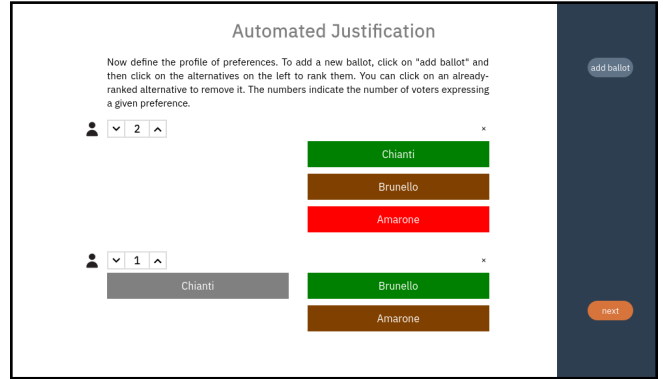 Automated Justification
Now define the profile of preferences. To add a new ballot, click on "add ballot" and
then click on the alternatives on the left to rank them. You can click on an already-
ranked alternative to remove it. The numbers indicate the number of voters expressing
a given preference.
add ballot
2
×
Chianti
Brunello
Amarone
1
×
Chianti
Brunello
Amarone
next